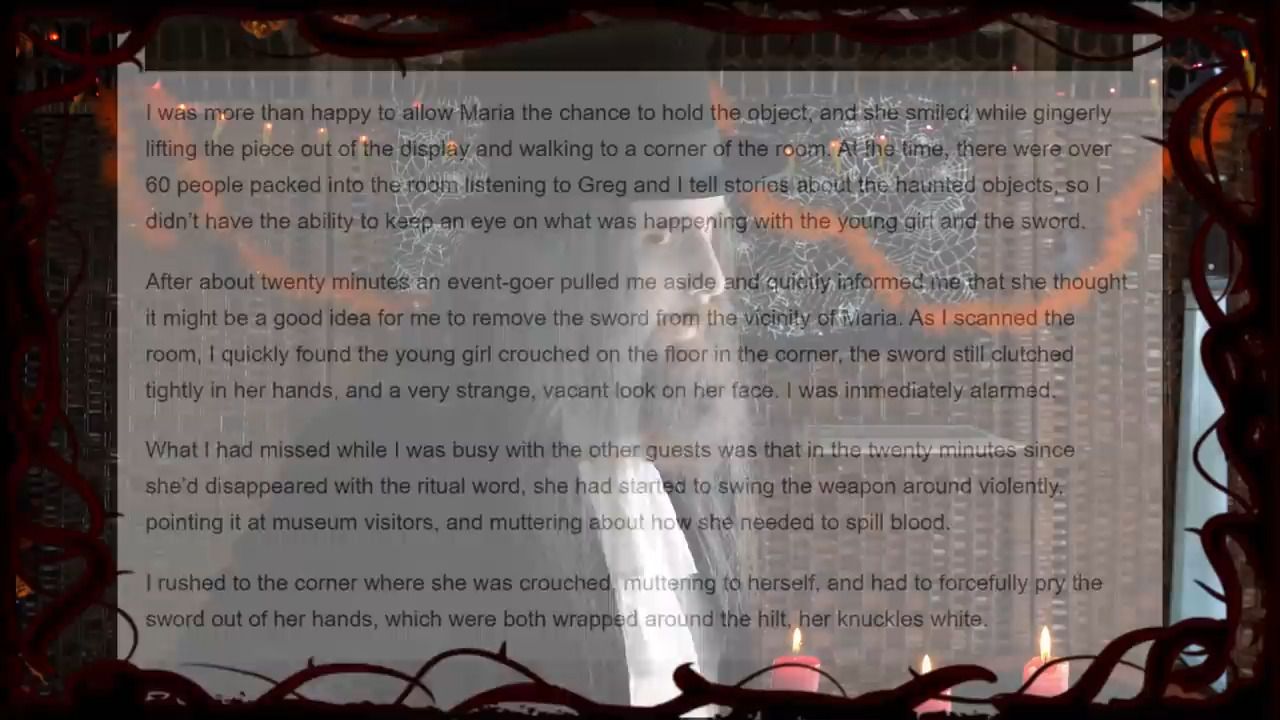 I was more than happy to allow Maria the chance to hold the object, and she smiled while gingerly
lifting the piece out of the display and walking to a corner of the room. At the time, there were over
60 people packed into the room listening to Greg and I tell stories about the haunted objects, so I
didn't have the ability to keep an eye on what was happening with the young girl and the sword.
After about twenty minutes an event-goer pulled me aside and quietly informed me that she thought
it might be a good idea for me to remove the sword from the vicinity of Maria. As I scanned the
room, I quickly found the young girl crouched on the floor in the corner, the sword still clutched
tightly in her hands, and a very strange, vacant look on her face. I was immediately alarmed.
What I had missed while I was busy with the other guests was that in the twenty minutes since
she'd disappeared with the ritual word, she had started to swing the weapon around violently,
pointing it at museum visitors, and muttering about how she needed to spill blood.
I rushed to the corner where she was crouched, muttering to herself, and had to forcefully pry the
sword out of her hands, which were both wrapped around the hilt, her knuckles white.